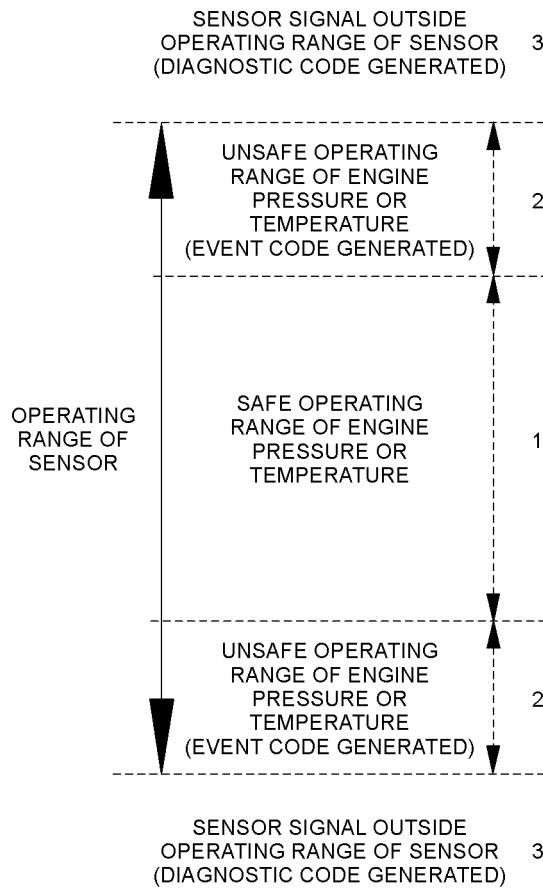 SENSOR SIGNAL OUTSIDE
OPERATING RANGE OF SENSOR 3
(DIAGNOSTIC CODE GENERATED)
UNSAFE OPERATING
RANGE OF ENGINE
PRESSURE OR 2
TEMPERATURE
(EVENT CODE GENERATED)
OPERATING
RANGE OF
SENSOR
SAFE OPERATING
RANGE OF ENGINE
PRESSURE OR 1
TEMPERATURE
UNSAFE OPERATING
RANGE OF ENGINE
PRESSURE OR 2
TEMPERATURE
(EVENT CODE GENERATED)
SENSOR SIGNAL OUTSIDE
OPERATING RANGE OF SENSOR 3
(DIAGNOSTIC CODE GENERATED)